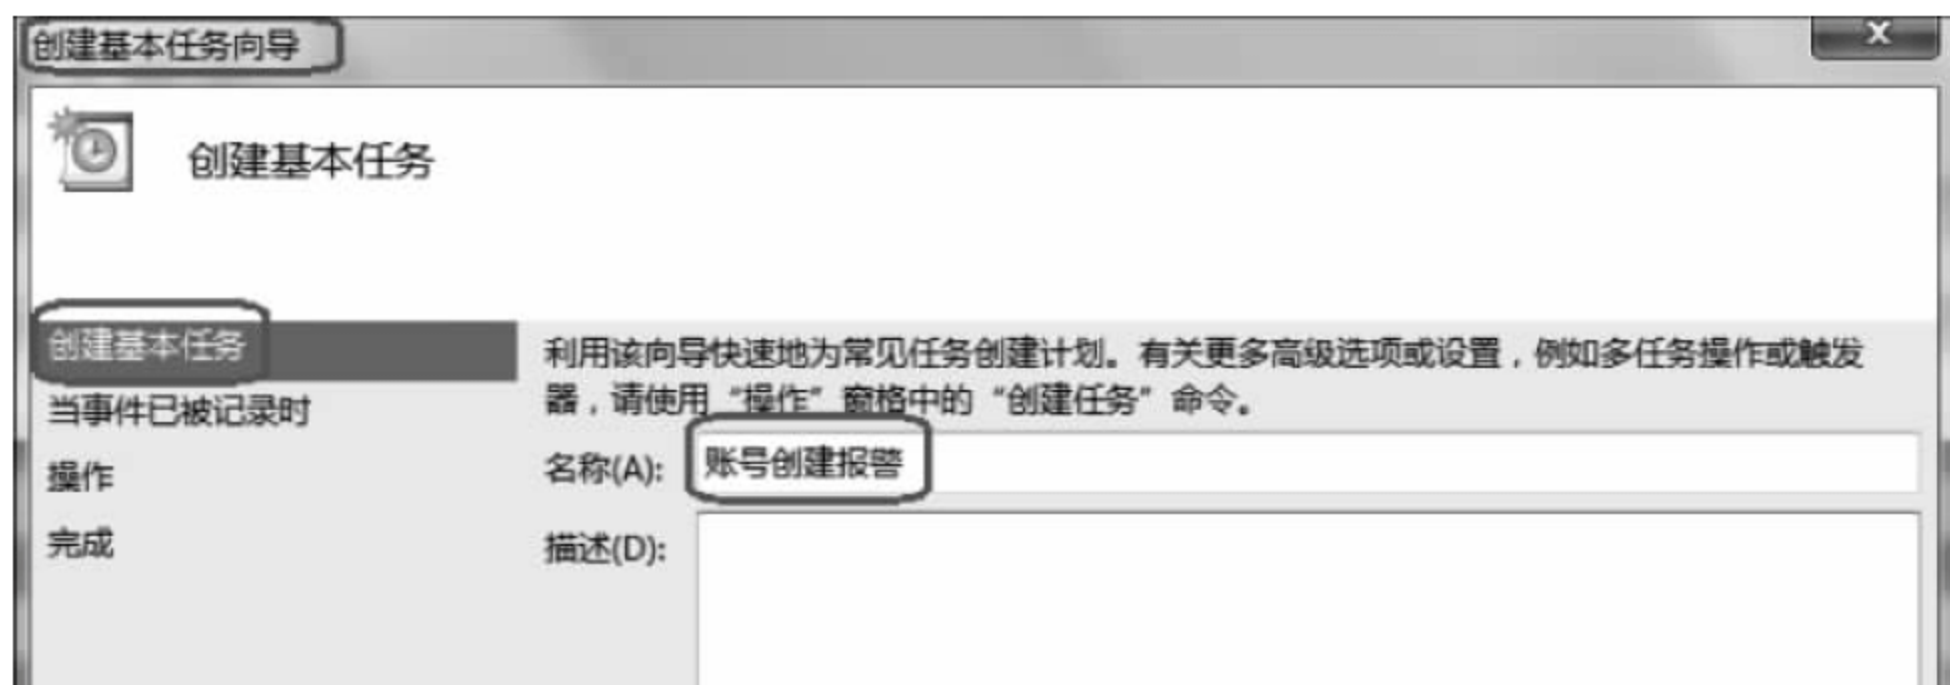 创建基本任务向导
x
创建基本任务
创建基本任务
当事件已被记录时
操作
完成
利用该向导快速地为常见任务创建计划。有关更多高级选项或设置，例如多任务操作或触发
器，请使用“操作”窗格中的“创建任务”命令。
名称(A):
账号创建报警
描述(D):